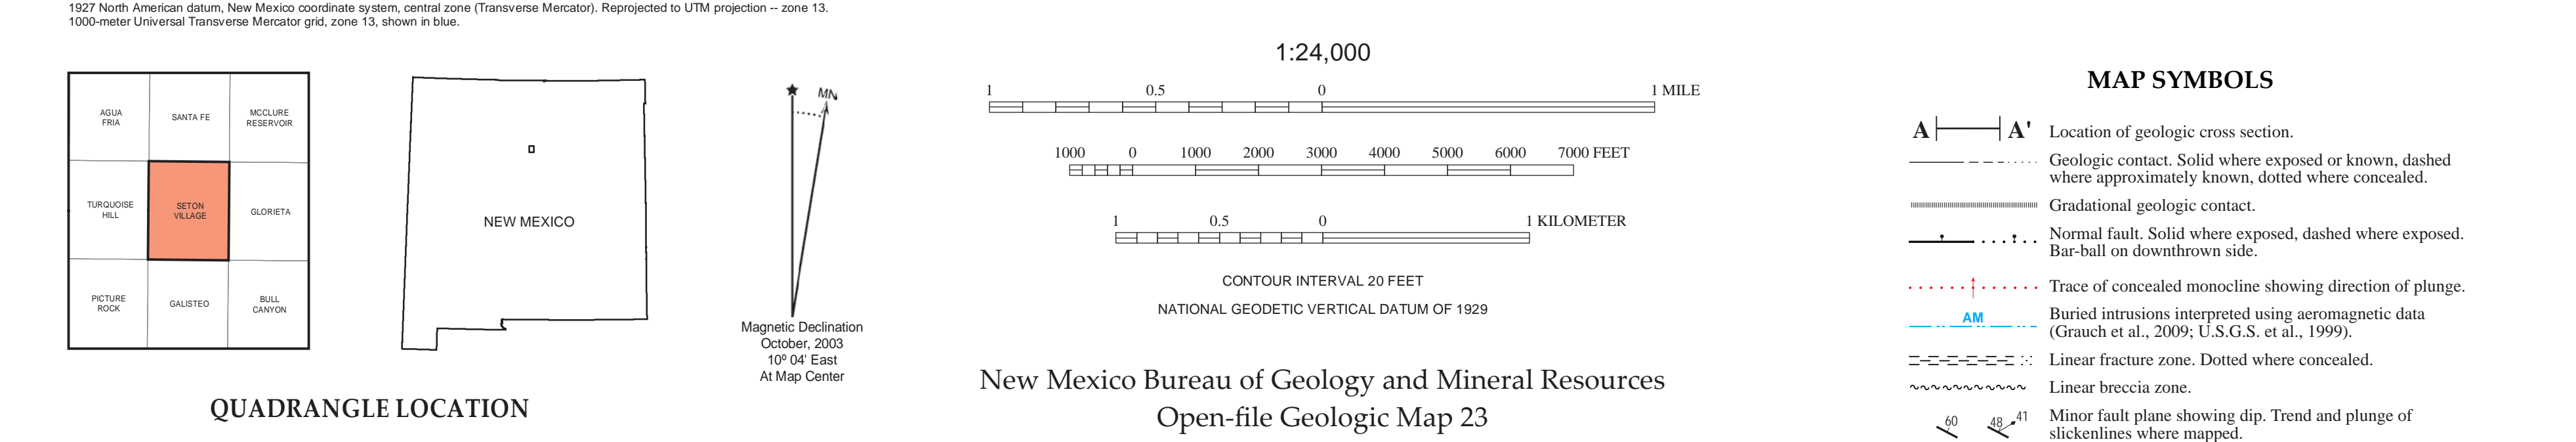 1927 North American datum, New Mexico coordinate system, central zone (Transverse Mercator). Reprojected to UTM projection -- zone 13.
1000-meter Universal Transverse Mercator grid, zone 13, shown in blue.
AGUA
FRIA
SANTA FE
MCCLURE
RESERVOIR
TURQUOISE
HILL
SETON
VILLAGE
GLORIETA
PICTURE
ROCK
GALISTEO
BULL
CANYON
QUADRANGLE LOCATION
NEW MEXICO
MN
Magnetic Declination
October, 2003
10º 04' East
At Map Center
1:24,000
1 0.5 0 1 MILE
1000 0 1000 2000 3000 4000 5000 6000 7000 FEET
1 0.5 0 1 KILOMETER
CONTOUR INTERVAL 20 FEET
NATIONAL GEODETIC VERTICAL DATUM OF 1929
New Mexico Bureau of Geology and Mineral Resources
Open-file Geologic Map 23
MAP SYMBOLS
A A' Location of geologic cross section.
Geologic contact. Solid where exposed or known, dashed
where approximately known, dotted where concealed.
Gradational geologic contact.
Normal fault. Solid where exposed, dashed where exposed.
Bar-ball on downthrown side.
Trace of concealed monocline showing direction of plunge.
AM Buried intrusions interpreted using aeromagnetic data
(Grauch et al., 2009; U.S.G.S. et al., 1999).
Linear fracture zone. Dotted where concealed.
Linear breccia zone.
60 48 41 Minor fault plane showing dip. Trend and plunge of
slickenlines where mapped.